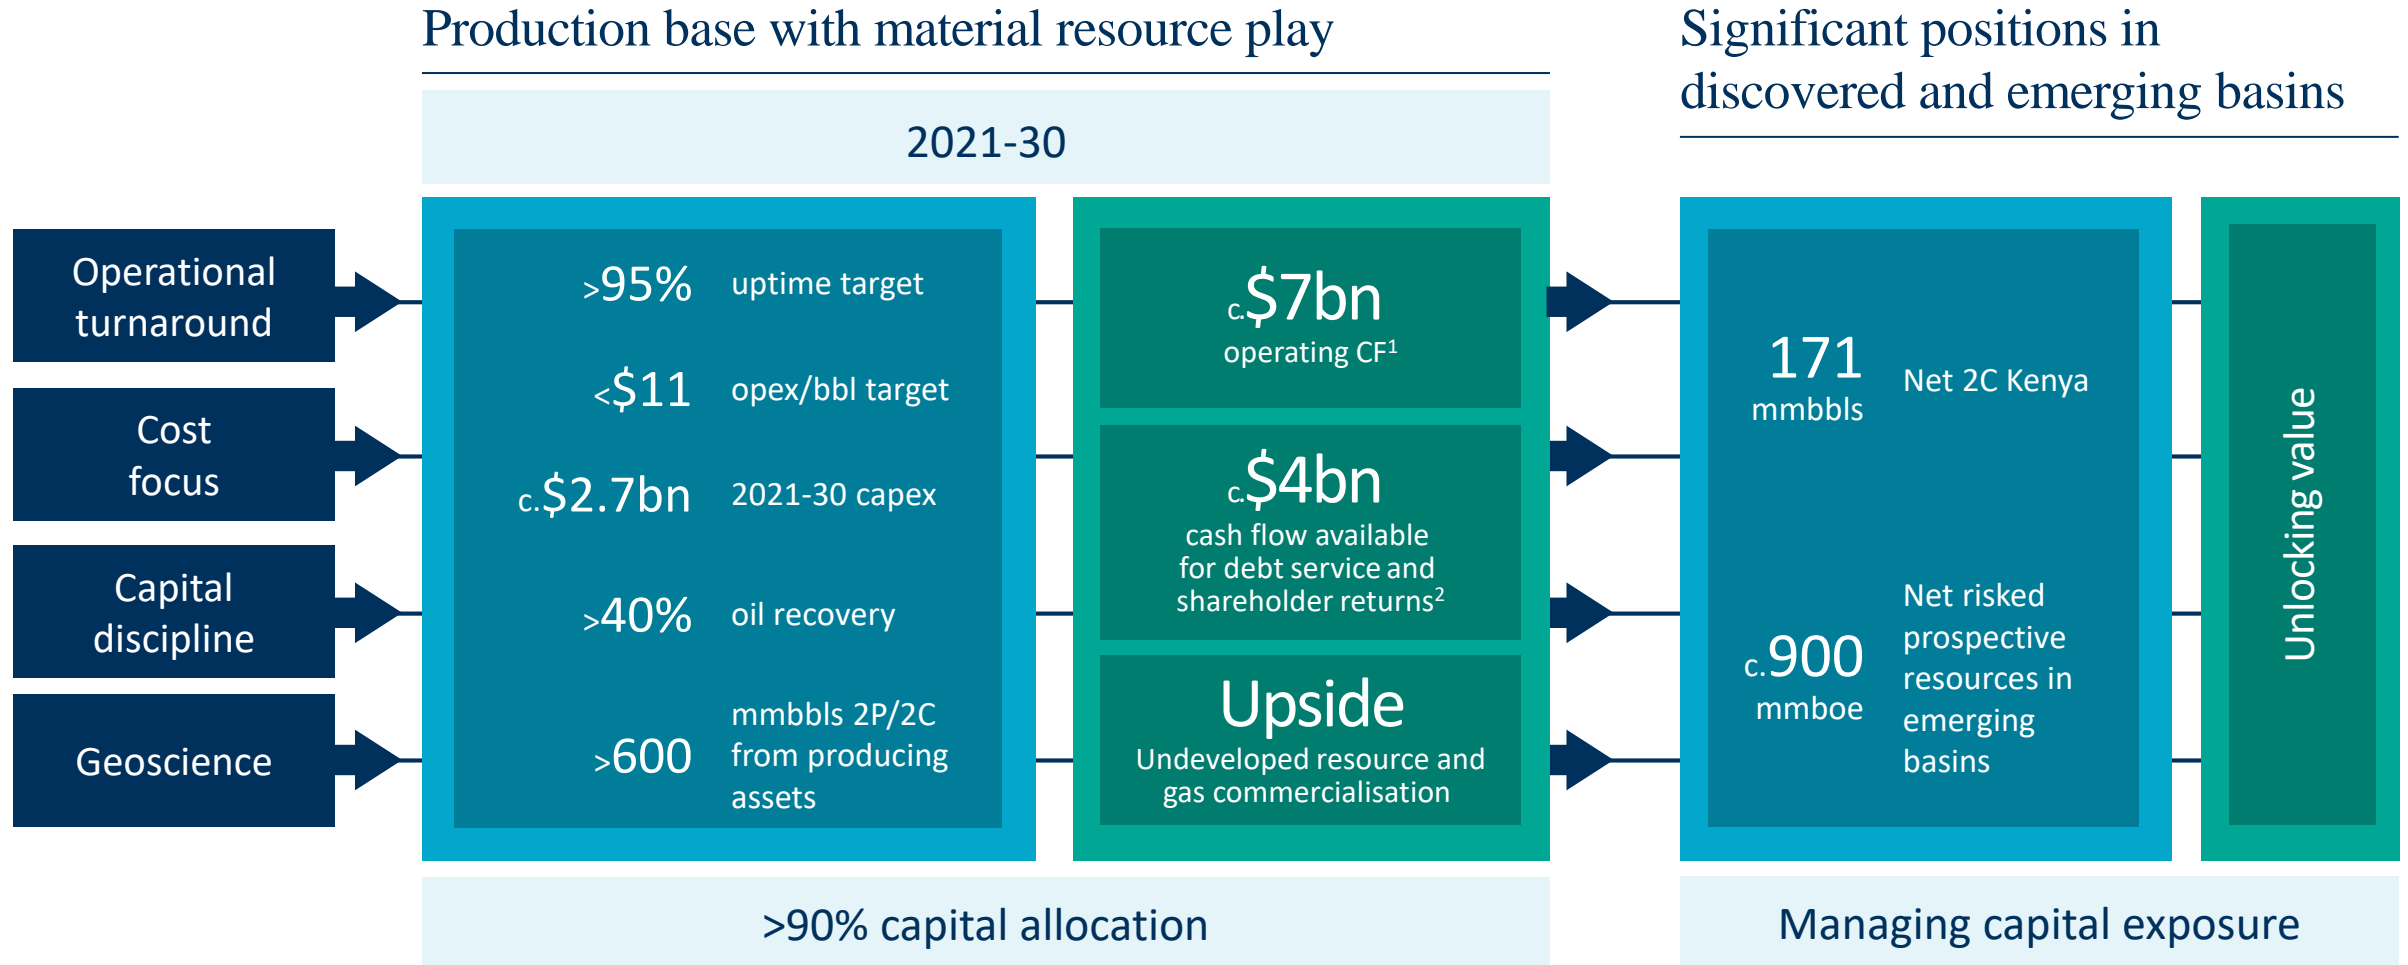 Production base with material resource play
2021-30
Operational
turnaround
Cost
focus
Capital
discipline
Geoscience
>95% uptime target
<$11 opex/bbl target
c.$2.7bn 2021-30 capex
>40% oil recovery
>600 mmbbls 2P/2C
from producing
assets
c.$7bn
operating CF1
c.$4bn
cash flow available
for debt service and
shareholder returns2
Upside
Undeveloped resource and
gas commercialisation
>90% capital allocation
Significant positions in
discovered and emerging basins
171
mmbbls
Net 2C Kenya
c.900
mmboe
Net risked
prospective
resources in
emerging
basins
Unlocking value
Managing capital exposure